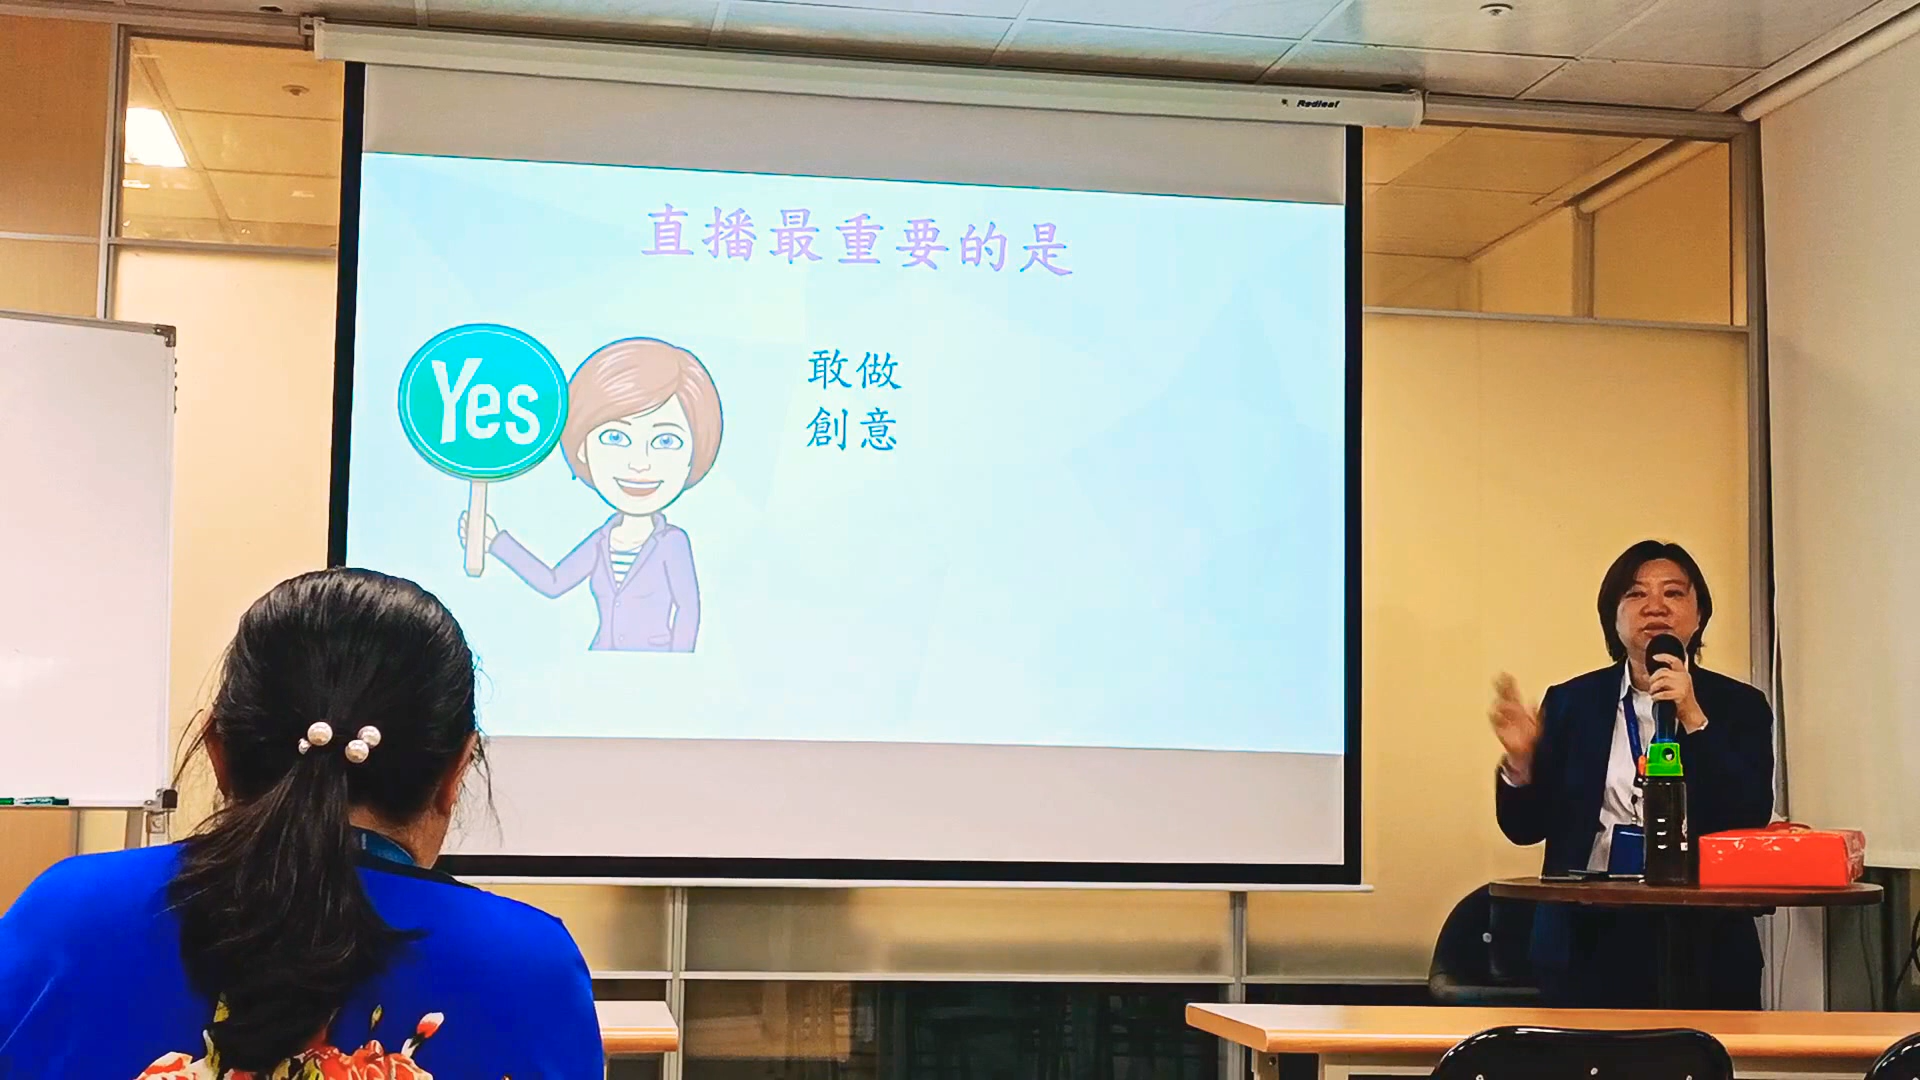 Redleaf
直播最重要的是
Yes
敢做
創意